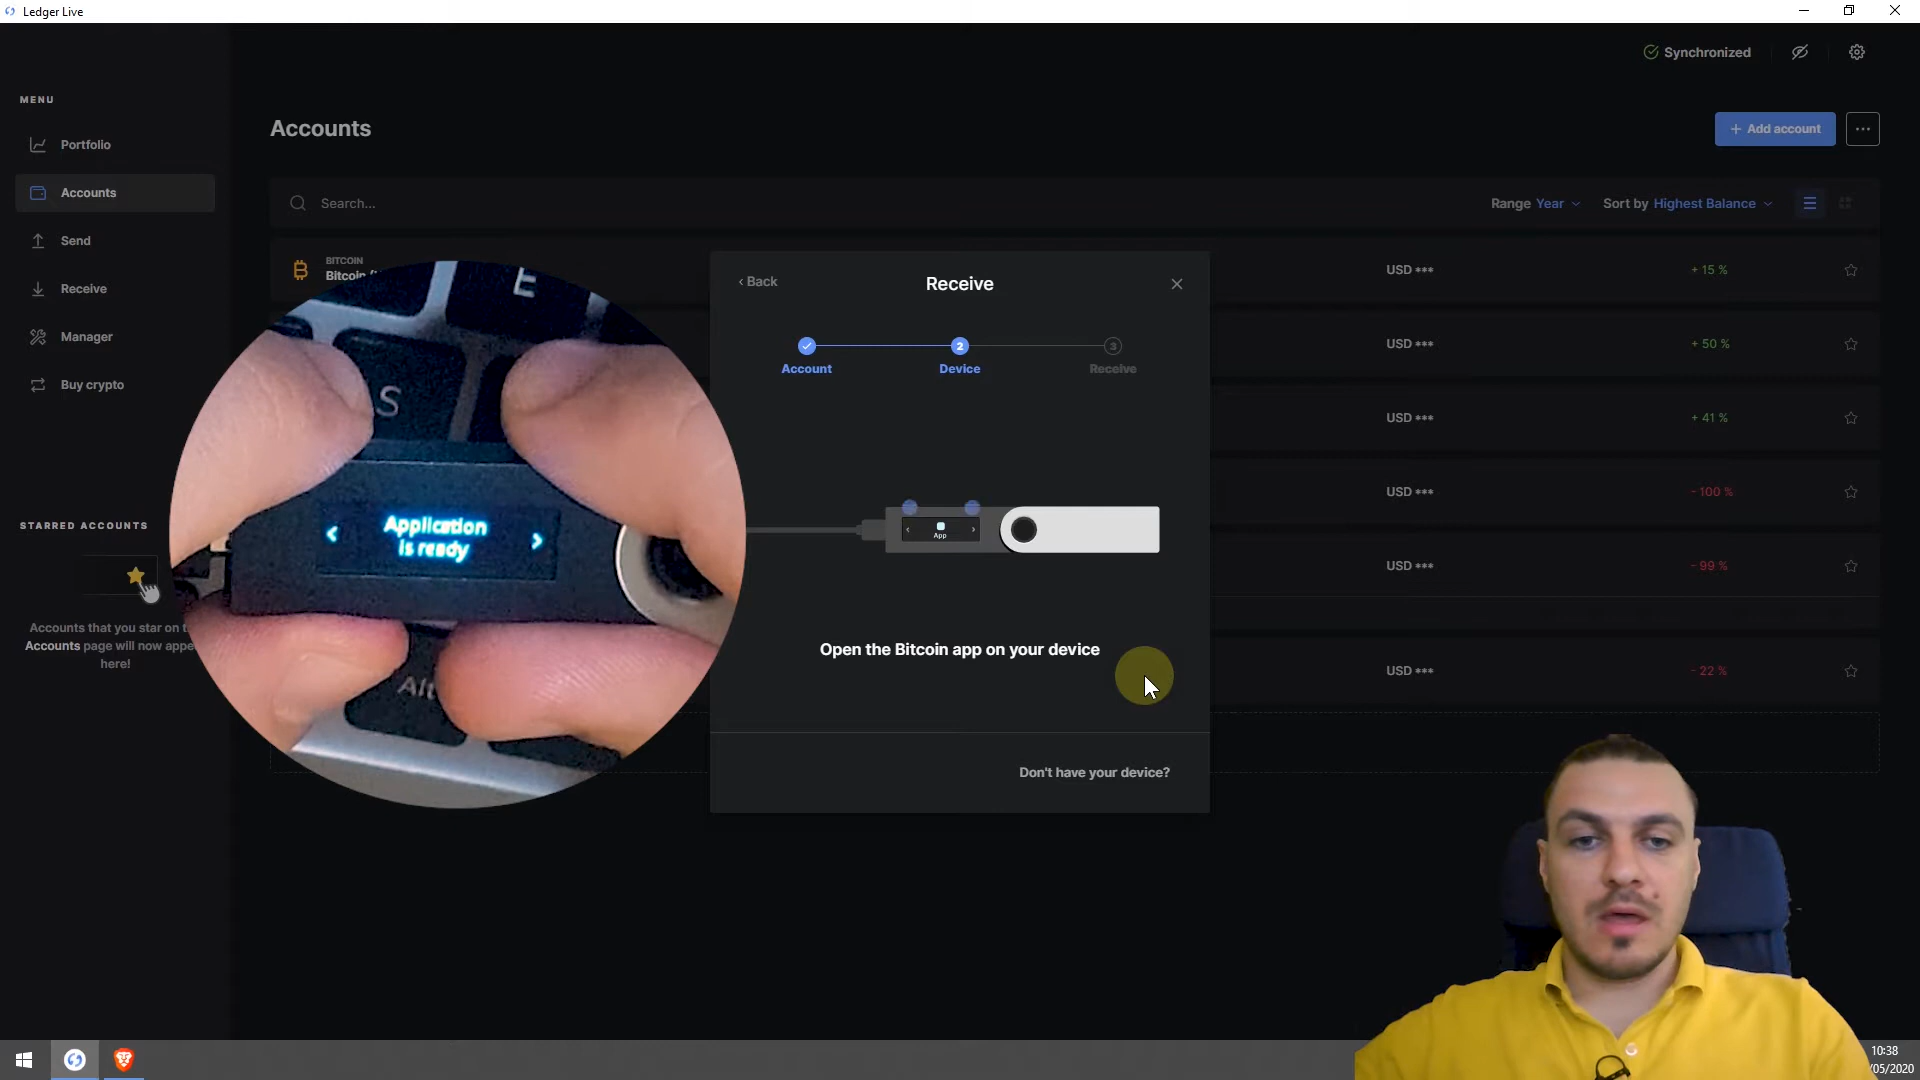 Ledger Live
Synchronized
MENU
Portfolio
Accounts
Send
Receive
Manager
Buy crypto
STARRED ACCOUNTS
Accounts that you star on
Accounts page will now appe
here!
Accounts
+ Add account
Search...
Range Year
Sort by Highest Balance
BITCOIN
Bitcoin
USD *** + 15 %
USD *** + 50 %
USD *** + 41 %
USD *** - 100 %
USD *** - 99 %
USD *** - 22 %
E
S
Application
is ready
Alt
Back
Receive
2
3
Account
Device
Receive
App
Open the Bitcoin app on your device
Don't have your device?
10:38
/05/2020